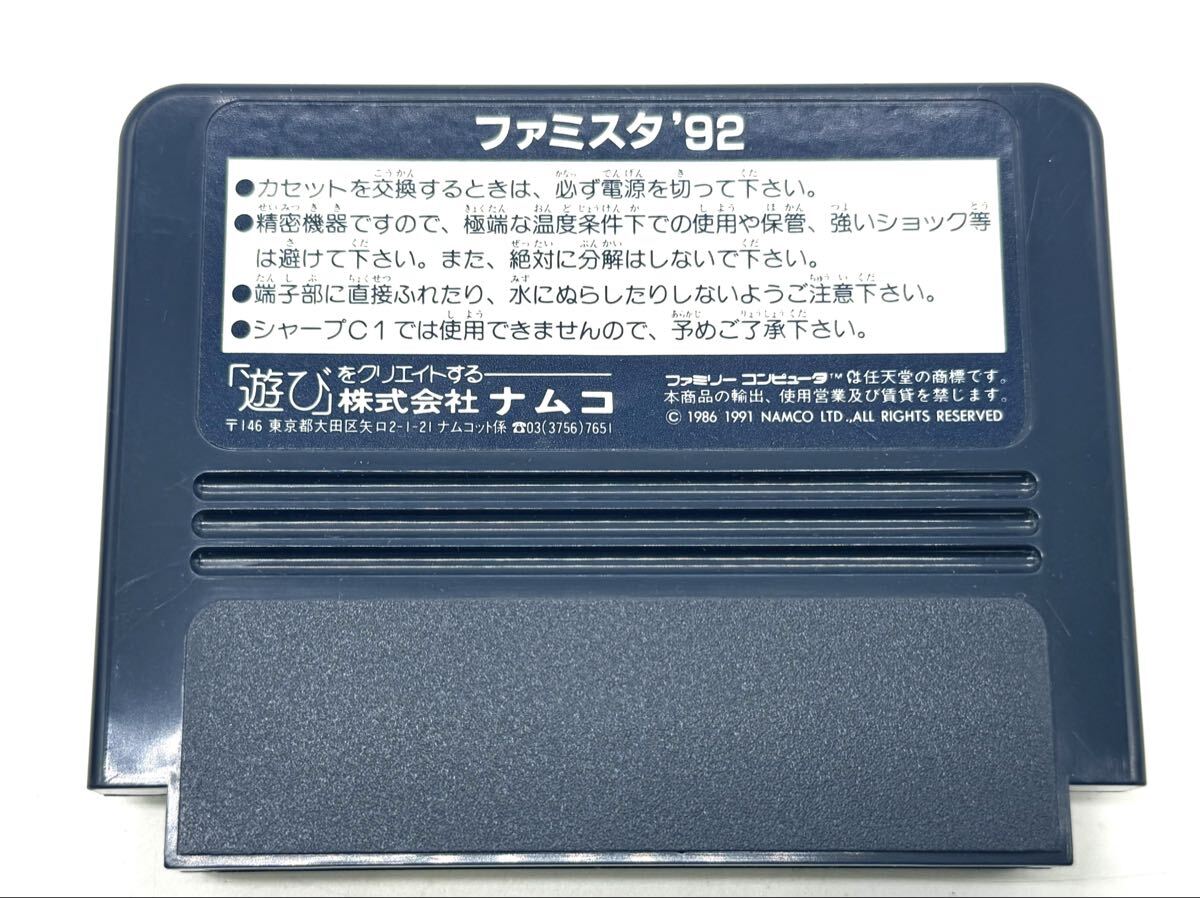 ファミスタ'92
●カセットを交換するときは、必ず電源を切って下さい。
●精密機器ですので、極端な温度条件下での使用や保管、強いショック等
は避けて下さい。また、絶対に分解はしないで下さい。
●端子部に直接ふれたり、水にぬらしたりしないようご注意下さい。
●シャープC1では使用できませんので、予めご了承下さい。
「遊び」をクリエイトする
株式会社 ナムコ
〒146 東京都大田区矢口2-1-21 ナムコット係 ☎03(3756)7651
ファミリーコンピュータ™は任天堂の商標です。
本商品の輸出、使用営業及び賃貸を禁じます。
© 1986 1991 NAMCO LTD.,ALL RIGHTS RESERVED